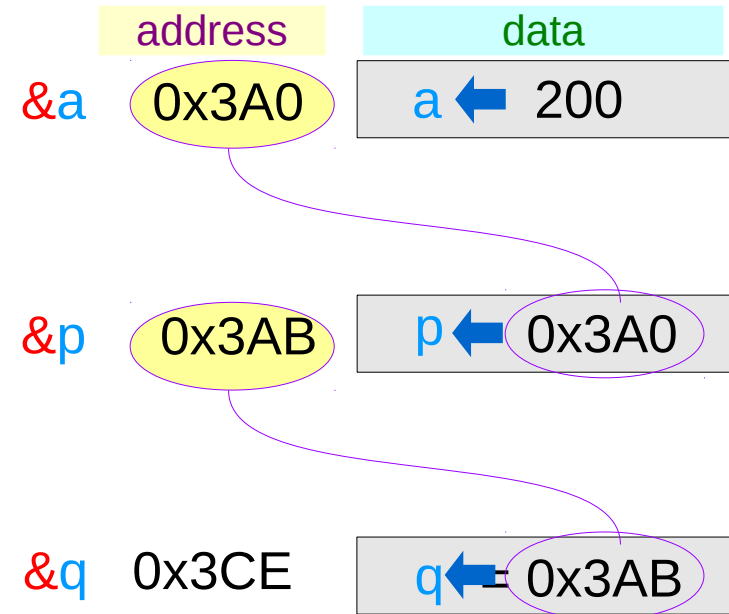 address data
&a 0x3A0 a 200
&p 0x3AB p 0x3A0
&q 0x3CE q = 0x3AB